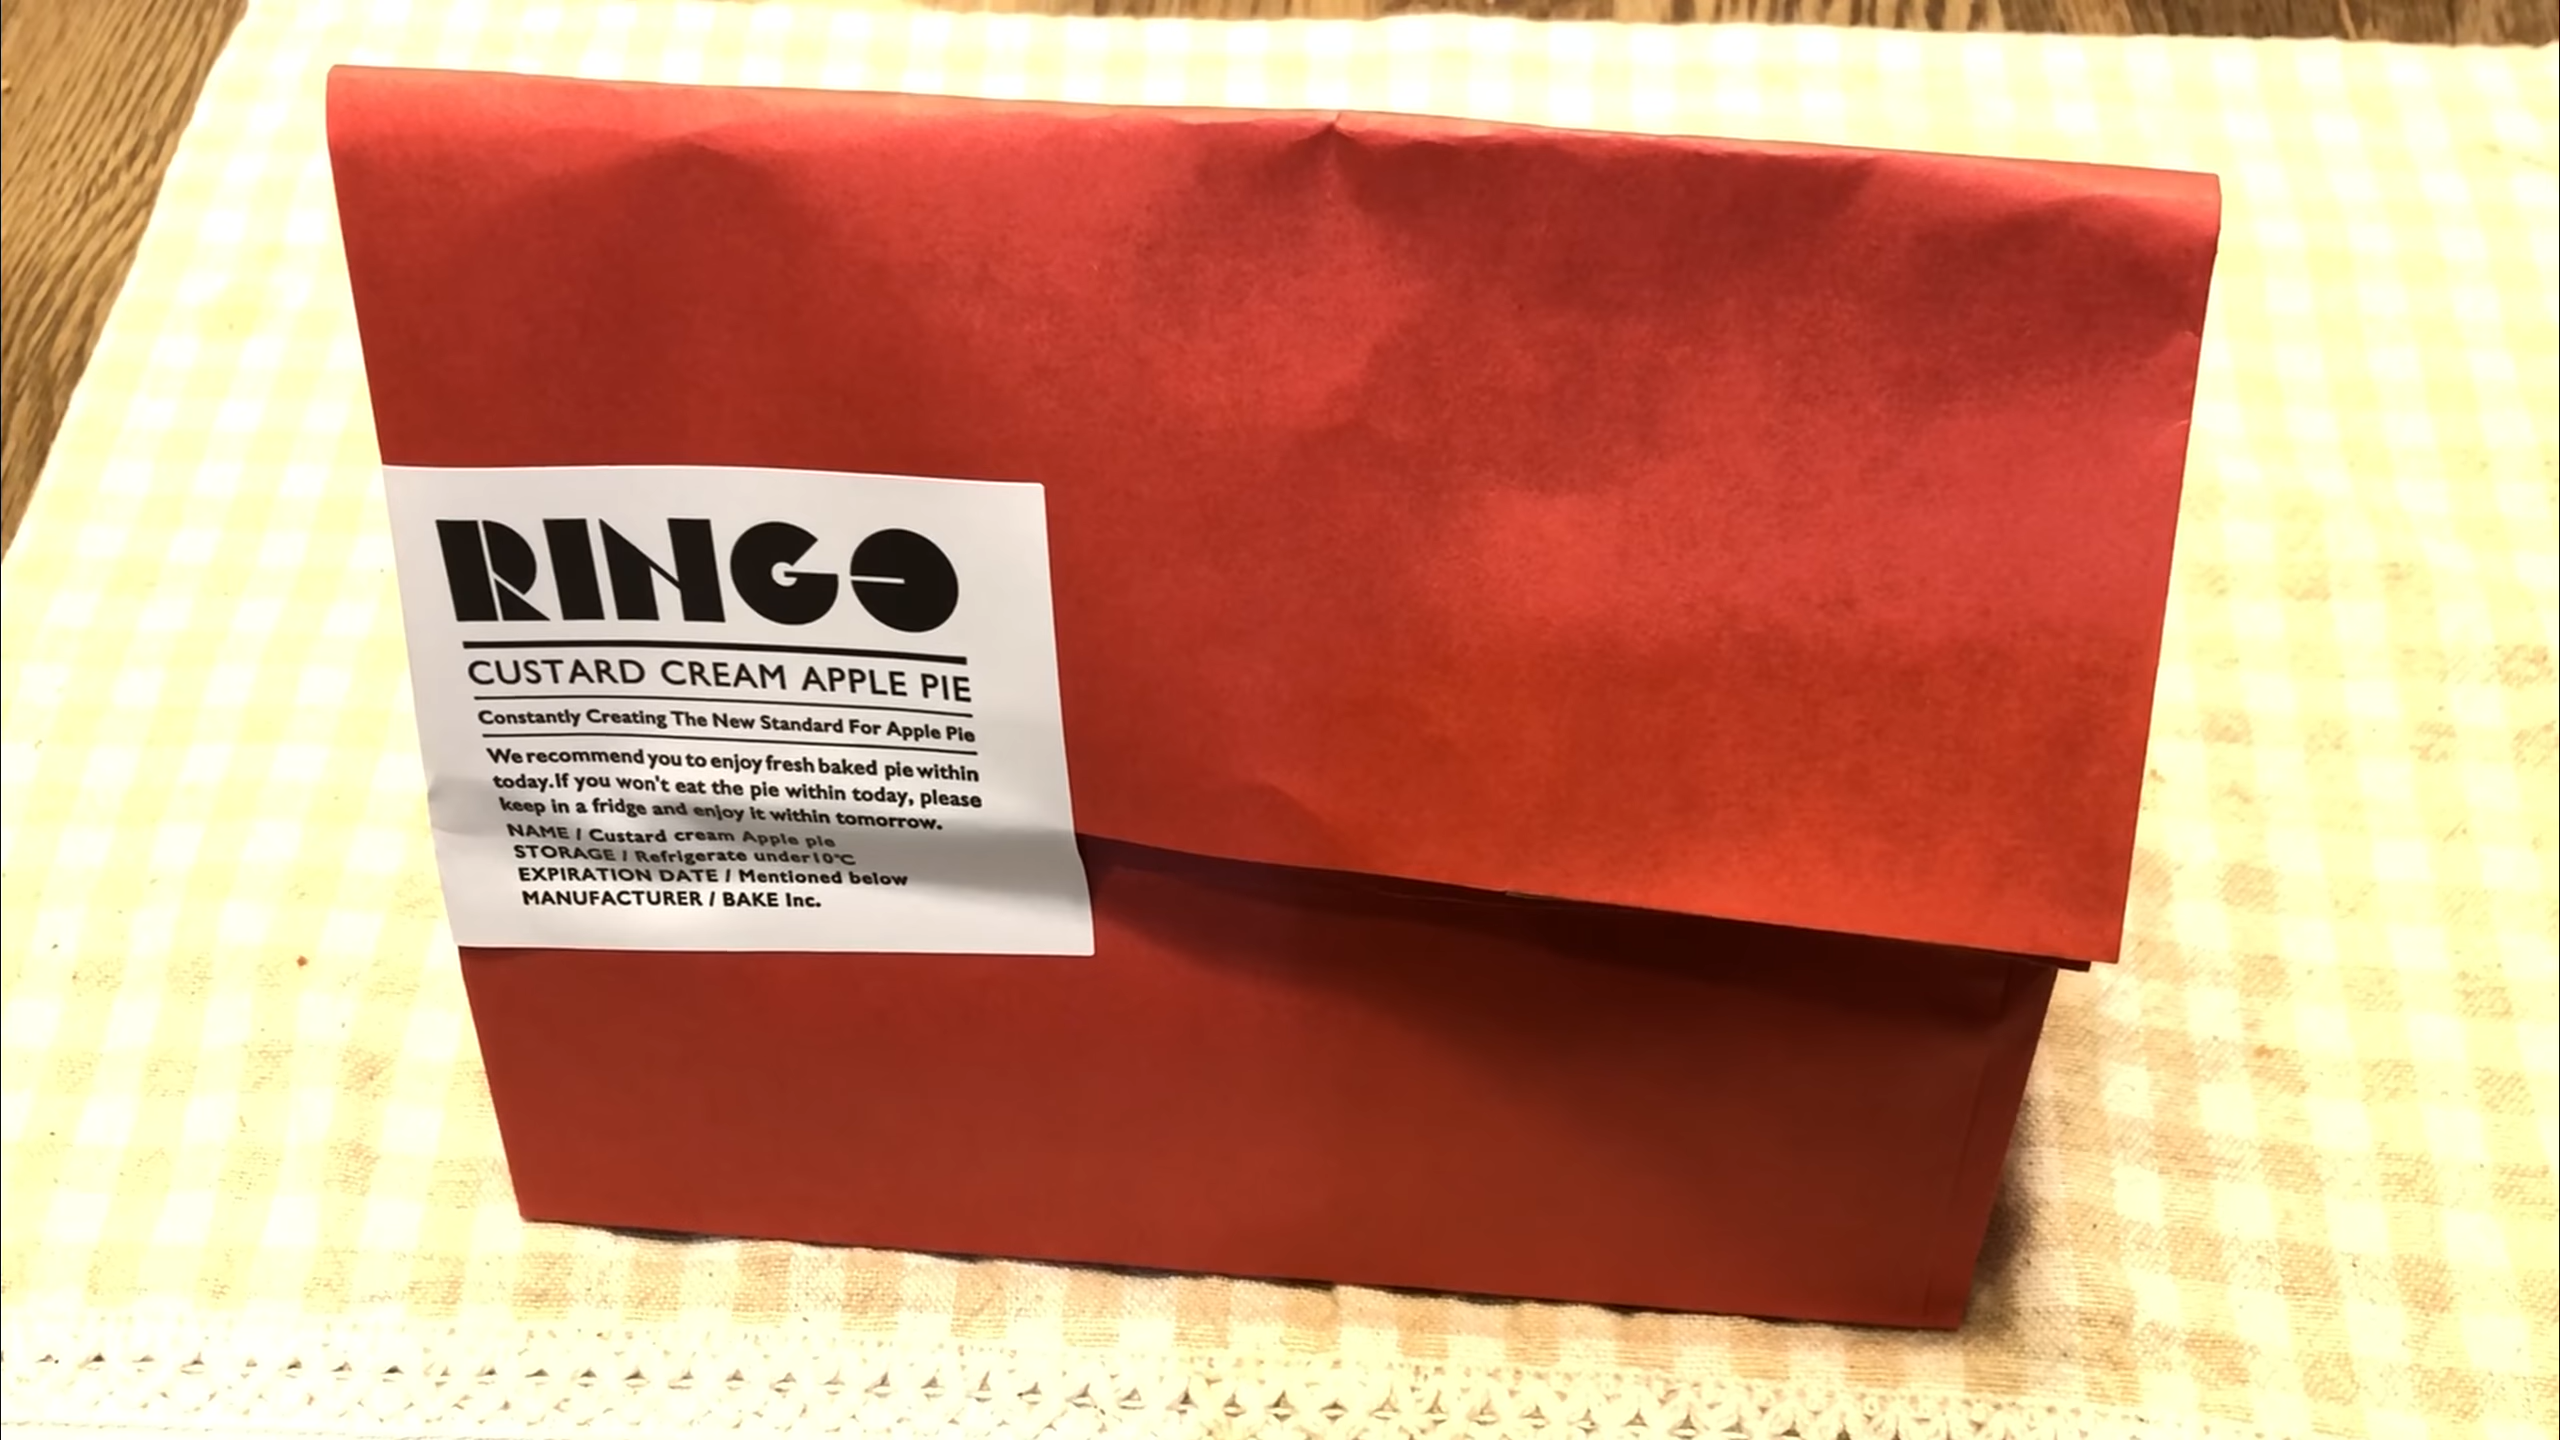 RINGO
CUSTARD CREAM APPLE PIE
Constantly Creating The New Standard For Apple Pie
We recommend you to enjoy fresh baked pie within
today.If you won't eat the pie within today, please
keep in a fridge and enjoy it within tomorrow.
NAME / Custard cream Apple pie
STORAGE / Refrigerate under10℃
EXPIRATION DATE / Mentioned below
MANUFACTURER / BAKE Inc.